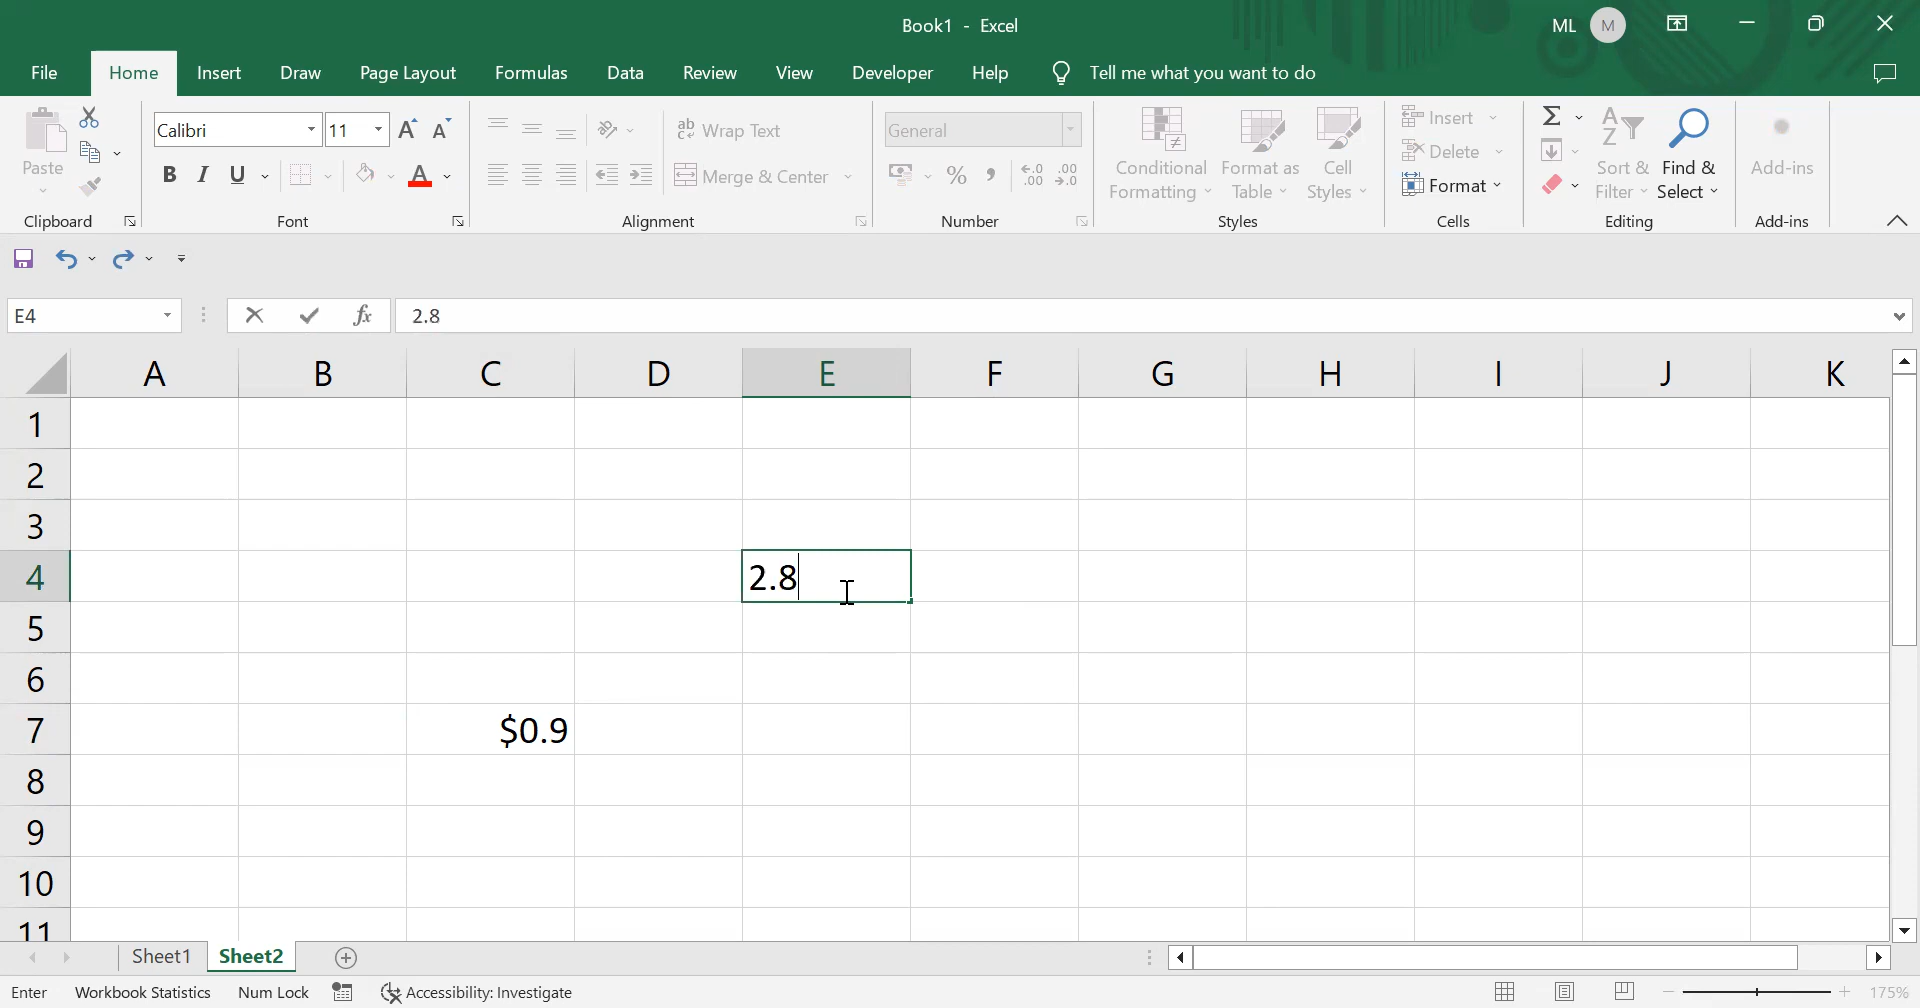 Book1 - Excel
ML M
File Home Insert Draw Page Layout Formulas Data Review View Developer Help Tell me what you want to do
Paste
Clipboard
Calibri 11 A A
B I U A
Font
ab Wrap Text
Merge & Center
Alignment
General
% ,
Number
Conditional Formatting
Format as Table
Cell Styles
Styles
Insert
Delete
Format
Cells
Sort & Filter
Find & Select
Editing
Add-ins
Add-ins
E4 fx 2.8
A B C D E F G H I J K
1
2
3
4 2.8
5
6
7 $0.9
8
9
10
11
Sheet1 Sheet2
Enter Workbook Statistics Num Lock Accessibility: Investigate 175%